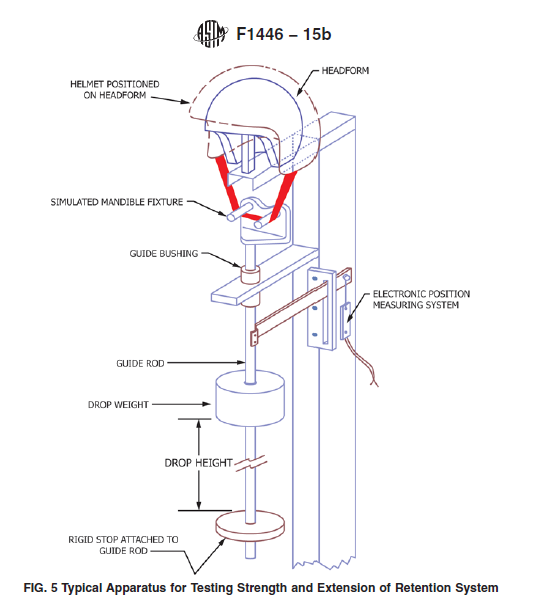 ASTM F1446 – 15b
HEADFORM
HELMET POSITIONED
ON HEADFORM
SIMULATED MANDIBLE FIXTURE
GUIDE BUSHING
ELECTRONIC POSITION
MEASURING SYSTEM
GUIDE ROD
DROP WEIGHT
DROP HEIGHT
RIGID STOP ATTACHED TO
GUIDE ROD
FIG. 5 Typical Apparatus for Testing Strength and Extension of Retention System